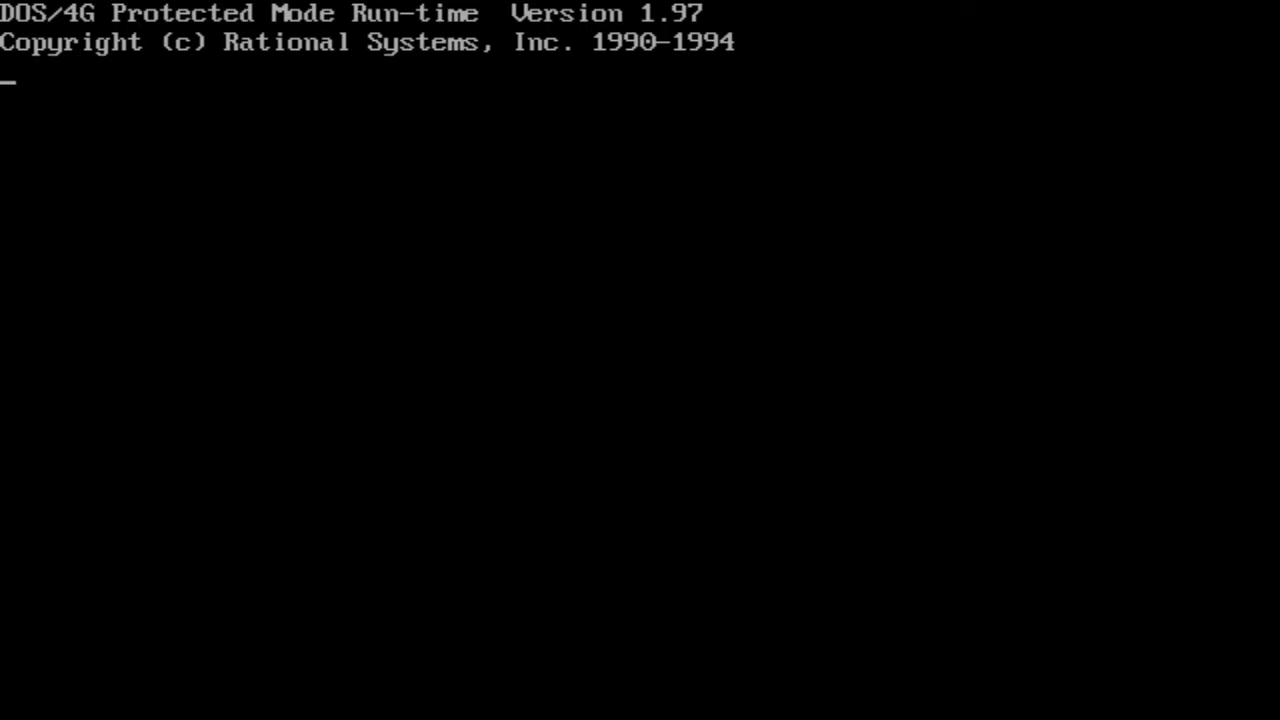 DOS/4G Protected Mode Run-time  Version 1.97
Copyright (c) Rational Systems, Inc. 1990-1994